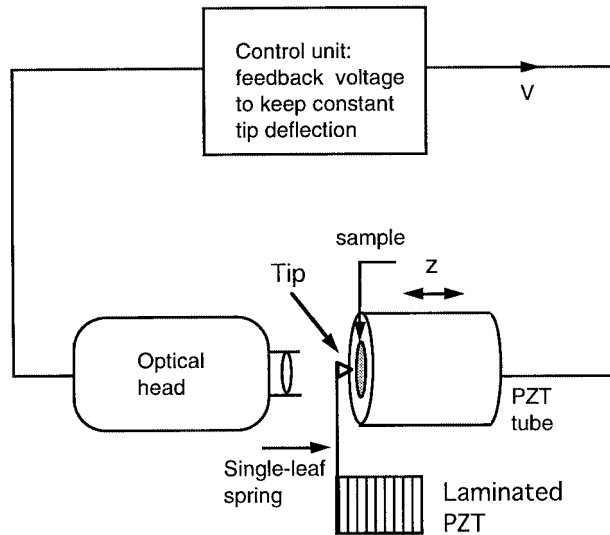 Control unit:
feedback voltage
to keep constant
tip deflection
V
sample
z
Tip
Optical
head
PZT
tube
Single-leaf
spring
Laminated
PZT